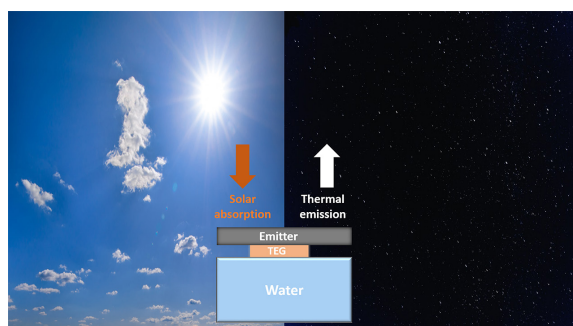 Solar
absorption
Thermal
emission
Emitter
TEG
Water